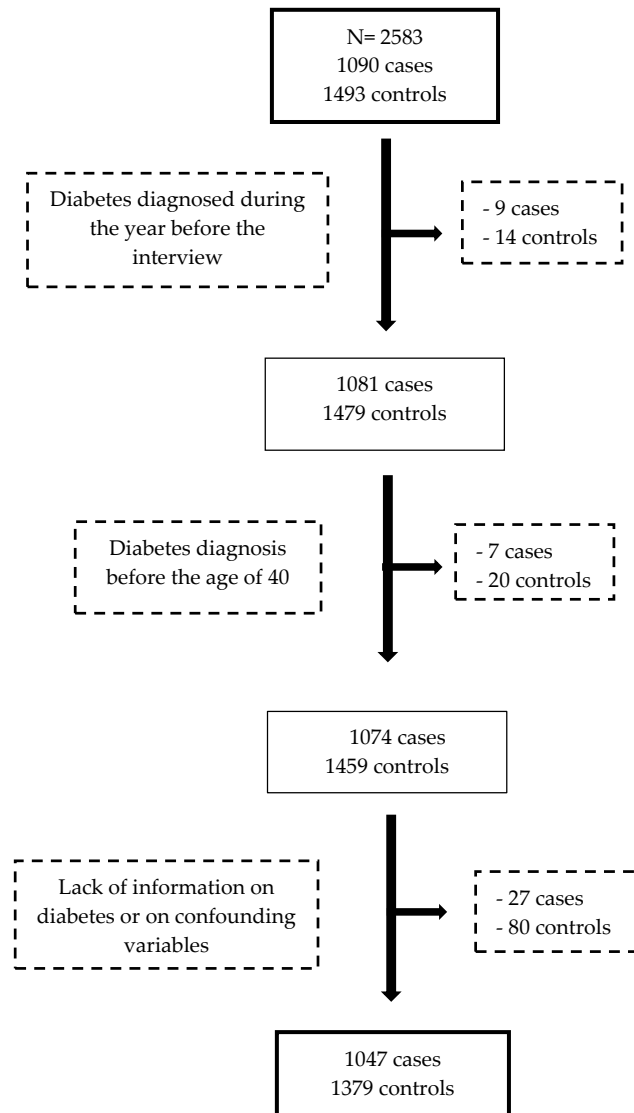 N= 2583
1090 cases
1493 controls
Diabetes diagnosed during
the year before the
interview
- 9 cases
- 14 controls
1081 cases
1479 controls
Diabetes diagnosis
before the age of 40
- 7 cases
- 20 controls
1074 cases
1459 controls
Lack of information on
diabetes or on confounding
variables
- 27 cases
- 80 controls
1047 cases
1379 controls